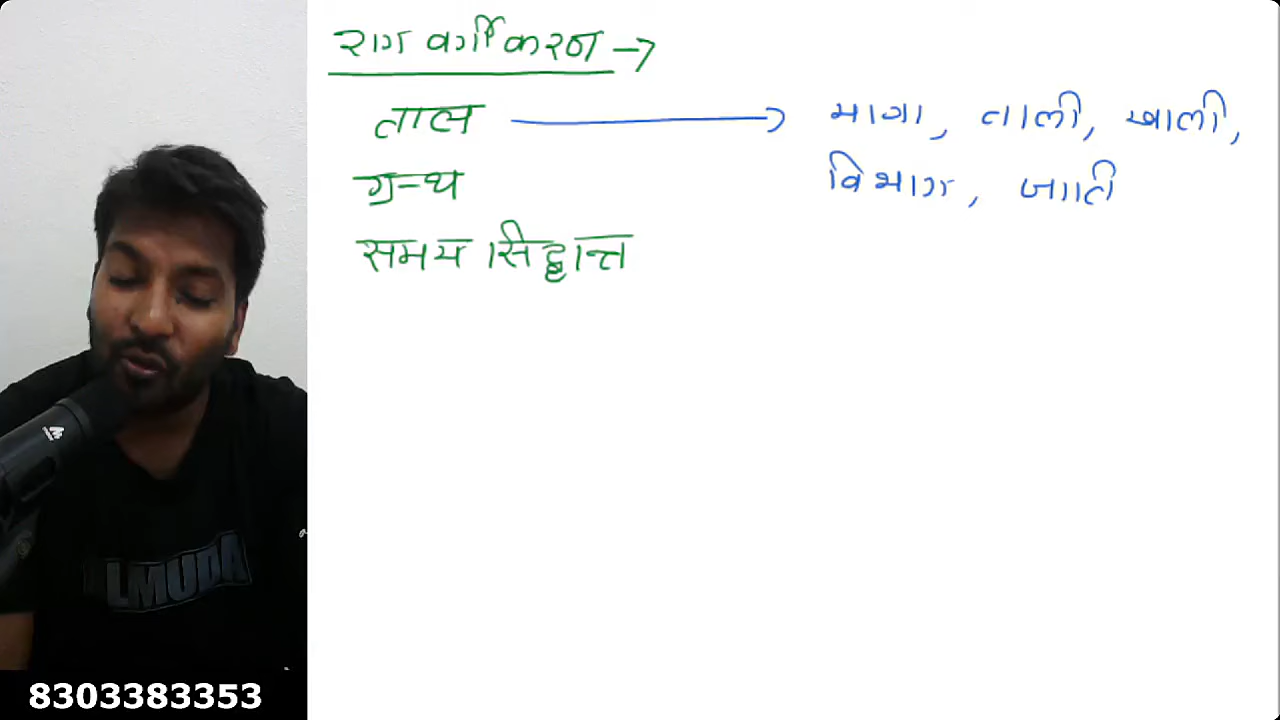 राग वर्गीकरण →
ताल → मात्रा, ताली, खाली,
विभाग, जाति
ग्रन्थ
समय सिद्धान्त
LMUDA
8303383353